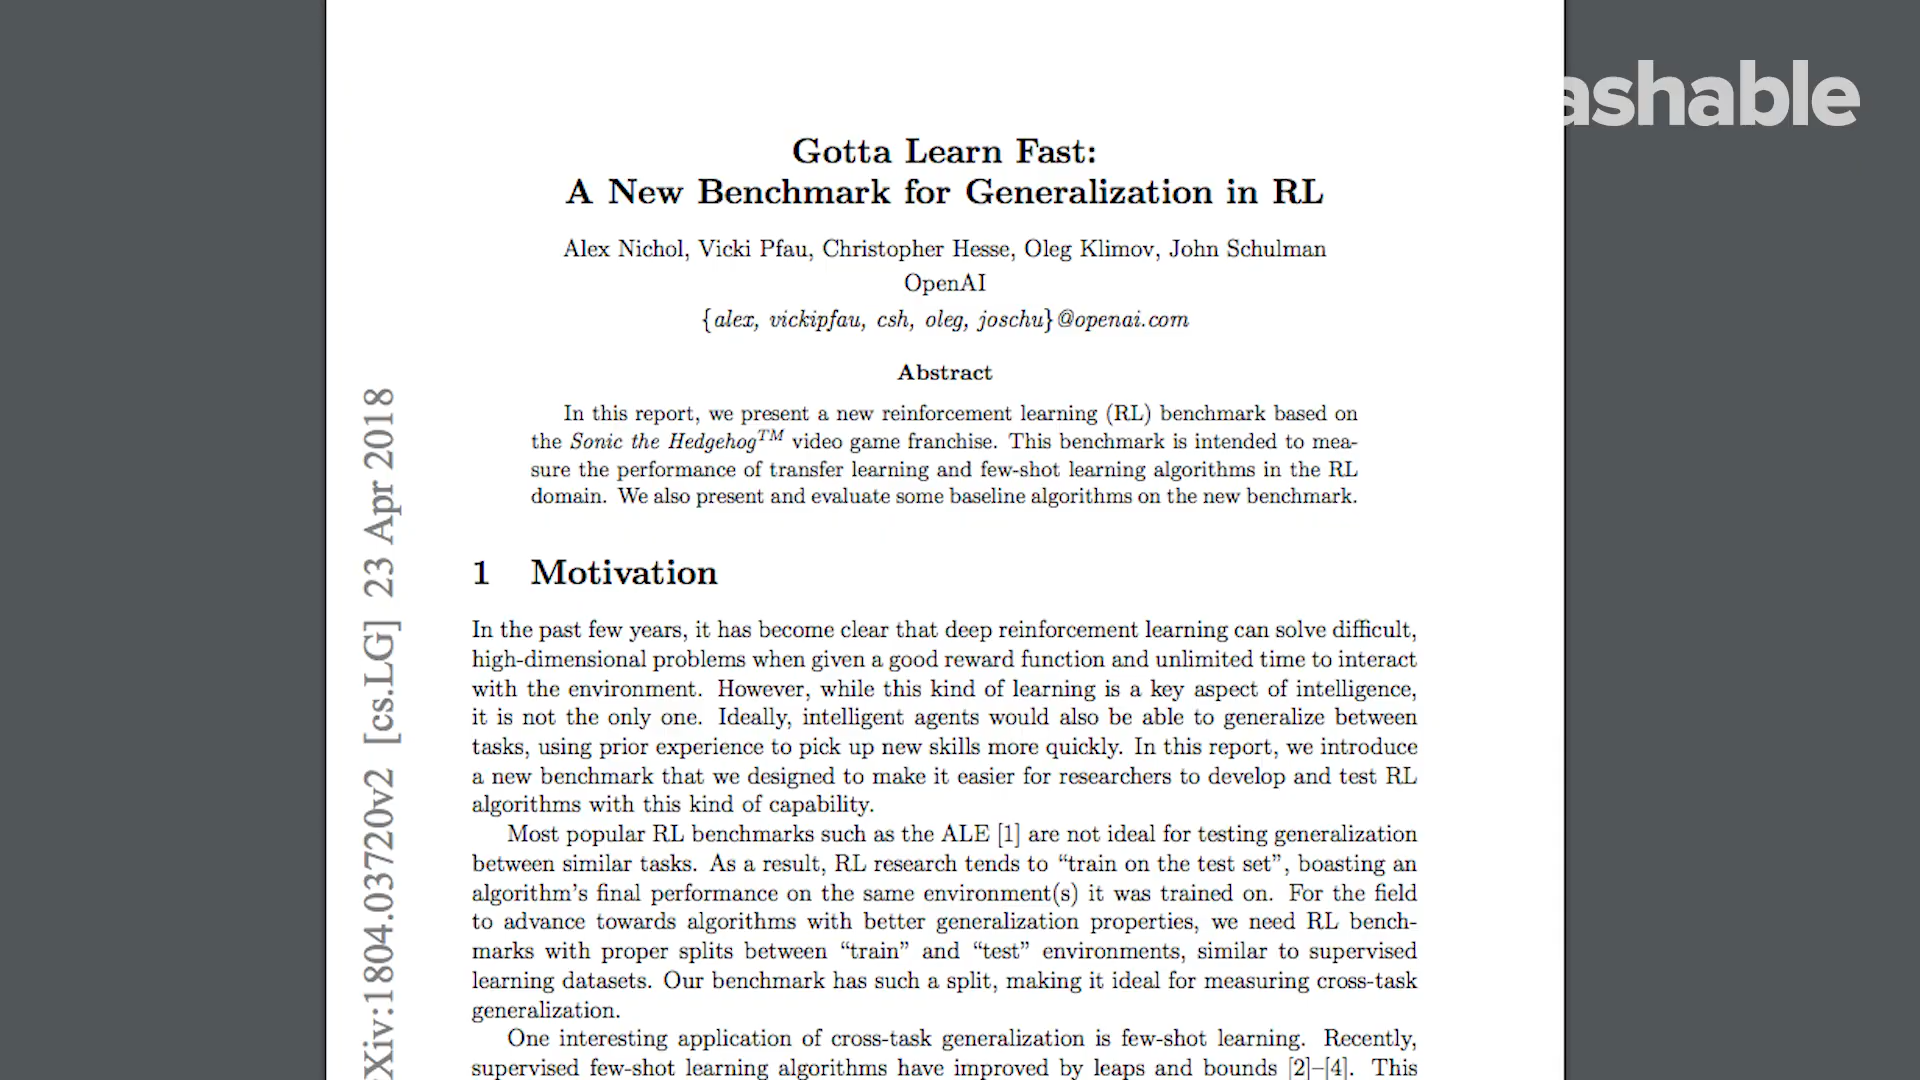 ashable
Gotta Learn Fast:
A New Benchmark for Generalization in RL
Alex Nichol, Vicki Pfau, Christopher Hesse, Oleg Klimov, John Schulman
OpenAI
{alex, vickipfau, csh, oleg, joschu}@openai.com
Abstract
In this report, we present a new reinforcement learning (RL) benchmark based on
the Sonic the Hedgehog™ video game franchise. This benchmark is intended to mea-
sure the performance of transfer learning and few-shot learning algorithms in the RL
domain. We also present and evaluate some baseline algorithms on the new benchmark.
1 Motivation
In the past few years, it has become clear that deep reinforcement learning can solve difficult,
high-dimensional problems when given a good reward function and unlimited time to interact
with the environment. However, while this kind of learning is a key aspect of intelligence,
it is not the only one. Ideally, intelligent agents would also be able to generalize between
tasks, using prior experience to pick up new skills more quickly. In this report, we introduce
a new benchmark that we designed to make it easier for researchers to develop and test RL
algorithms with this kind of capability.
Most popular RL benchmarks such as the ALE [1] are not ideal for testing generalization
between similar tasks. As a result, RL research tends to “train on the test set”, boasting an
algorithm’s final performance on the same environment(s) it was trained on. For the field
to advance towards algorithms with better generalization properties, we need RL bench-
marks with proper splits between “train” and “test” environments, similar to supervised
learning datasets. Our benchmark has such a split, making it ideal for measuring cross-task
generalization.
One interesting application of cross-task generalization is few-shot learning. Recently,
supervised few-shot learning algorithms have improved by leaps and bounds [2]–[4]. This
Xiv:1804.03720v2 [cs.LG] 23 Apr 2018